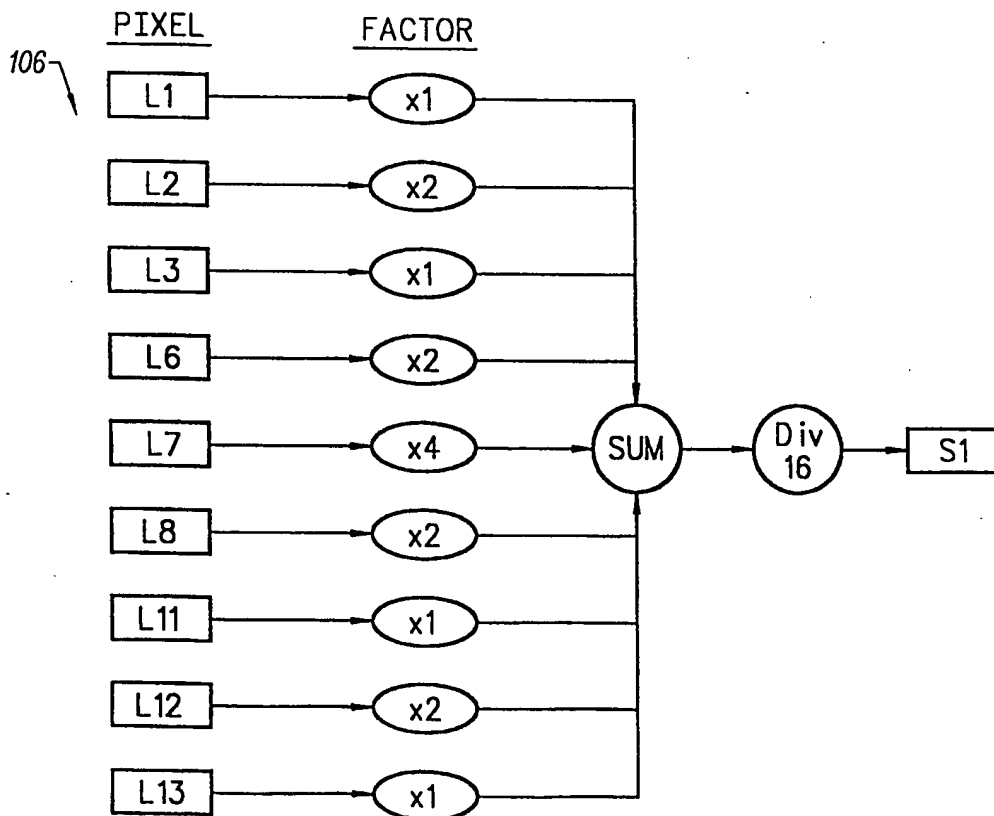 PIXEL FACTOR
106
L1 x1
L2 x2
L3 x1
L6 x2
L7 x4 SUM Div 16 S1
L8 x2
L11 x1
L12 x2
L13 x1